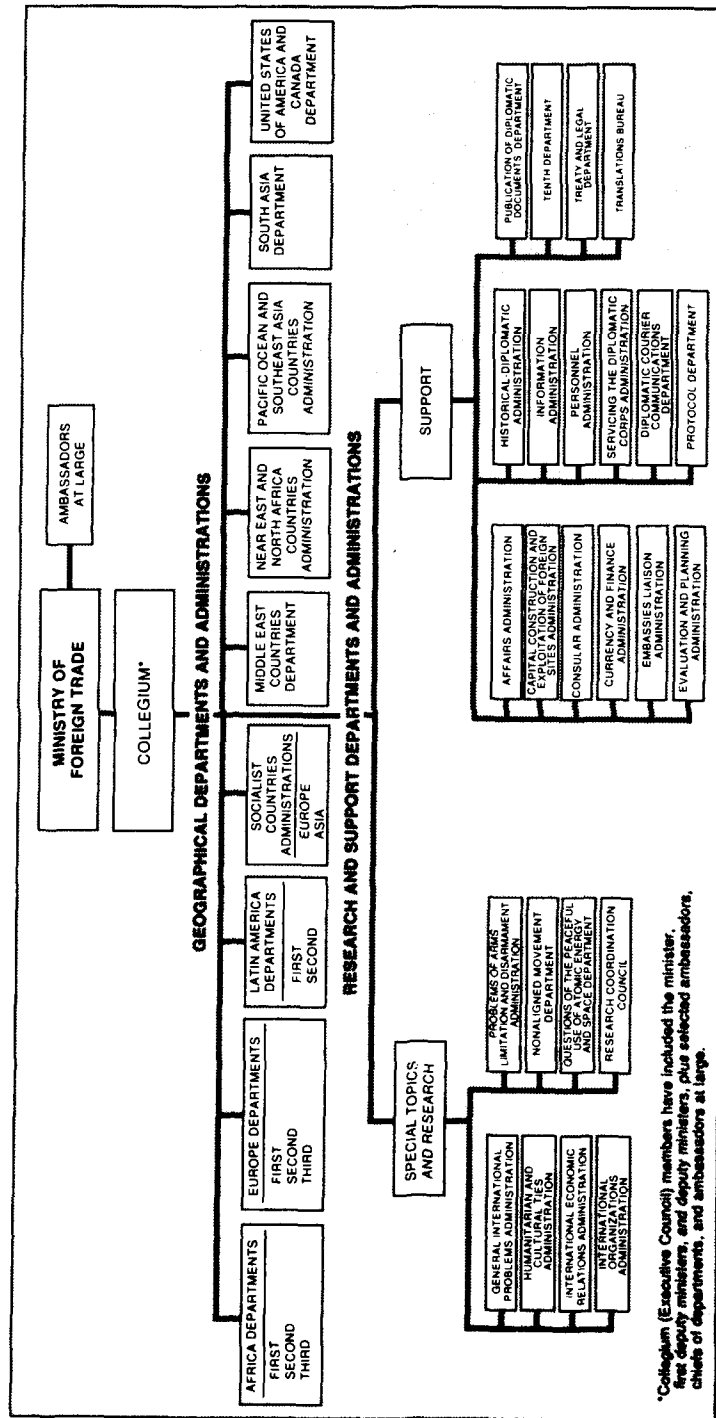 MINISTRY OF
FOREIGN TRADE
AMBASSADORS
AT LARGE
COLLEGIUM*
GEOGRAPHICAL DEPARTMENTS AND ADMINISTRATIONS
AFRICA DEPARTMENTS
FIRST
SECOND
THIRD
EUROPE DEPARTMENTS
FIRST
SECOND
THIRD
LATIN AMERICA
DEPARTMENTS
FIRST
SECOND
SOCIALIST
COUNTRIES
ADMINISTRATIONS
EUROPE
ASIA
MIDDLE EAST
COUNTRIES
DEPARTMENT
NEAR EAST AND
NORTH AFRICA
COUNTRIES
ADMINISTRATION
PACIFIC OCEAN AND
SOUTHEAST ASIA
COUNTRIES
ADMINISTRATION
SOUTH ASIA
DEPARTMENT
UNITED STATES
OF AMERICA AND
CANADA
DEPARTMENT
RESEARCH AND SUPPORT DEPARTMENTS AND ADMINISTRATIONS
SPECIAL TOPICS
AND RESEARCH
GENERAL INTERNATIONAL
PROBLEMS ADMINISTRATION
HUMANITARIAN AND
CULTURAL TIES
ADMINISTRATION
INTERNATIONAL ECONOMIC
RELATIONS ADMINISTRATION
INTERNATIONAL
ORGANIZATIONS
ADMINISTRATION
PROBLEMS OF ARMS
LIMITATION AND DISARMAMENT
ADMINISTRATION
NONALIGNED MOVEMENT
DEPARTMENT
QUESTIONS OF THE PEACEFUL
USE OF ATOMIC ENERGY
AND SPACE DEPARTMENT
RESEARCH COORDINATION
COUNCIL
SUPPORT
AFFAIRS ADMINISTRATION
CAPITAL CONSTRUCTION AND
EXPLOITATION OF FOREIGN
SITES ADMINISTRATION
CONSULAR ADMINISTRATION
CURRENCY AND FINANCE
ADMINISTRATION
EMBASSIES LIAISON
ADMINISTRATION
EVALUATION AND PLANNING
ADMINISTRATION
HISTORICAL-DIPLOMATIC
ADMINISTRATION
INFORMATION
ADMINISTRATION
PERSONNEL
ADMINISTRATION
SERVICING THE DIPLOMATIC
CORPS ADMINISTRATION
DIPLOMATIC COURIER
COMMUNICATIONS
DEPARTMENT
PROTOCOL DEPARTMENT
PUBLICATION OF DIPLOMATIC
DOCUMENTS DEPARTMENT
TENTH DEPARTMENT
TREATY AND LEGAL
DEPARTMENT
TRANSLATIONS BUREAU
*Collegium (Executive Council) members have included the minister,
first deputy ministers, and deputy ministers, plus selected ambassadors,
chiefs of departments, and ambassadors at large.